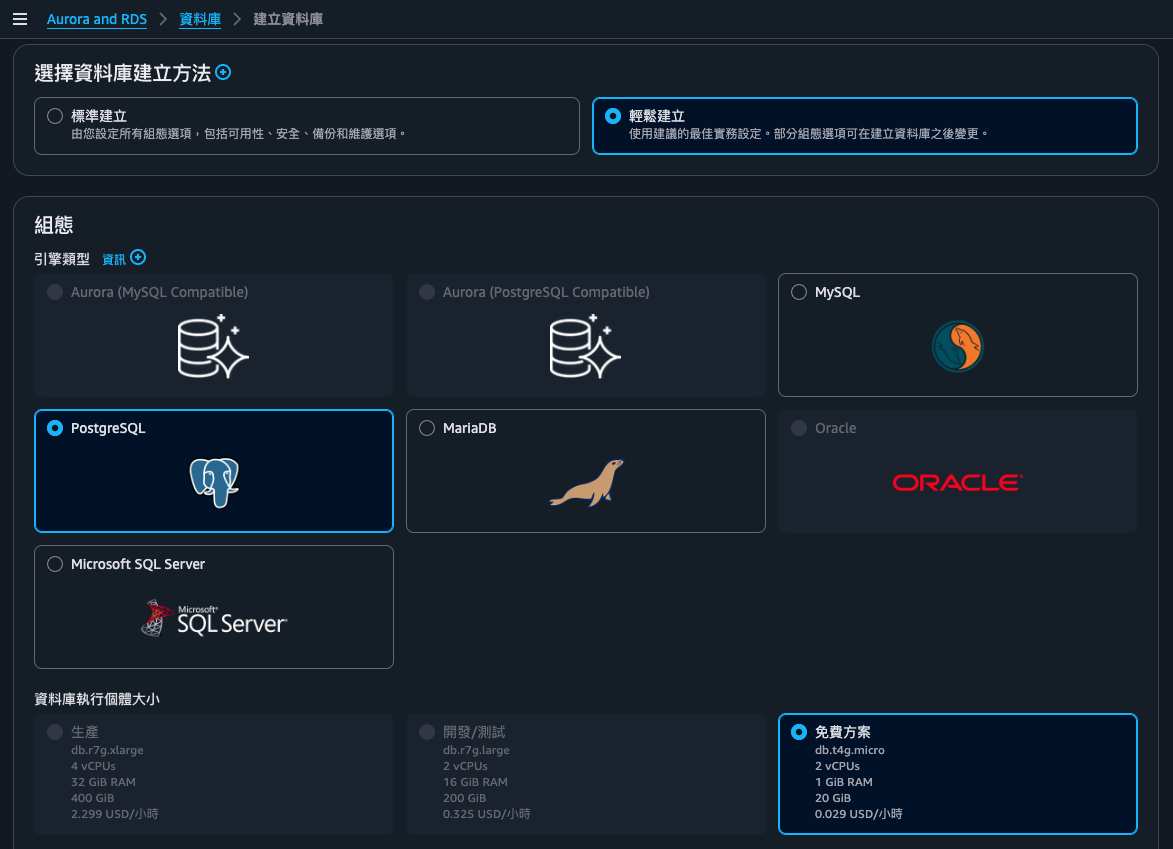 Aurora and RDS > 資料庫 > 建立資料庫
選擇資料庫建立方法
標準建立
由您設定所有組態選項，包括可用性、安全、備份和維護選項。
輕鬆建立
使用建議的最佳實務設定。部分組態選項可在建立資料庫之後變更。
組態
引擎類型 資訊
Aurora (MySQL Compatible)
Aurora (PostgreSQL Compatible)
MySQL
PostgreSQL
MariaDB
Oracle
ORACLE
Microsoft SQL Server
Microsoft
SQL Server
資料庫執行個體大小
生產
db.r7g.xlarge
4 vCPUs
32 GiB RAM
400 GiB
2.299 USD/小時
開發/測試
db.r7g.large
2 vCPUs
16 GiB RAM
200 GiB
0.325 USD/小時
免費方案
db.t4g.micro
2 vCPUs
1 GiB RAM
20 GiB
0.029 USD/小時